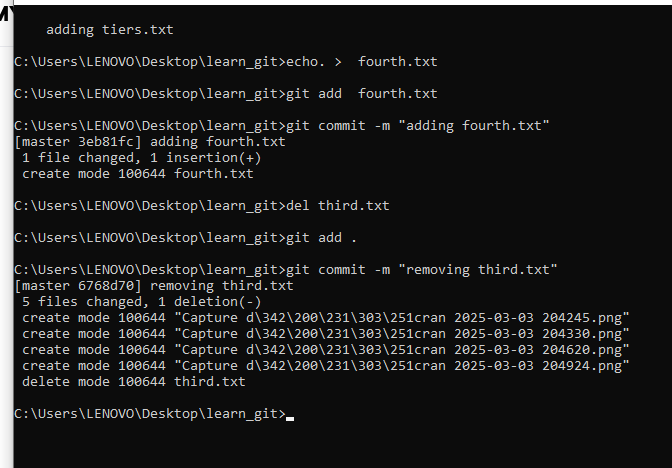 MY
adding tiers.txt
C:\Users\LENOVO\Desktop\learn_git>echo. >  fourth.txt
C:\Users\LENOVO\Desktop\learn_git>git add  fourth.txt
C:\Users\LENOVO\Desktop\learn_git>git commit -m "adding fourth.txt"
[master 3eb81fc] adding fourth.txt
 1 file changed, 1 insertion(+)
 create mode 100644 fourth.txt
C:\Users\LENOVO\Desktop\learn_git>del third.txt
C:\Users\LENOVO\Desktop\learn_git>git add .
C:\Users\LENOVO\Desktop\learn_git>git commit -m "removing third.txt"
[master 6768d70] removing third.txt
 5 files changed, 1 deletion(-)
 create mode 100644 "Capture d\342\200\231\303\251cran 2025-03-03 204245.png"
 create mode 100644 "Capture d\342\200\231\303\251cran 2025-03-03 204330.png"
 create mode 100644 "Capture d\342\200\231\303\251cran 2025-03-03 204620.png"
 create mode 100644 "Capture d\342\200\231\303\251cran 2025-03-03 204924.png"
 delete mode 100644 third.txt
C:\Users\LENOVO\Desktop\learn_git>